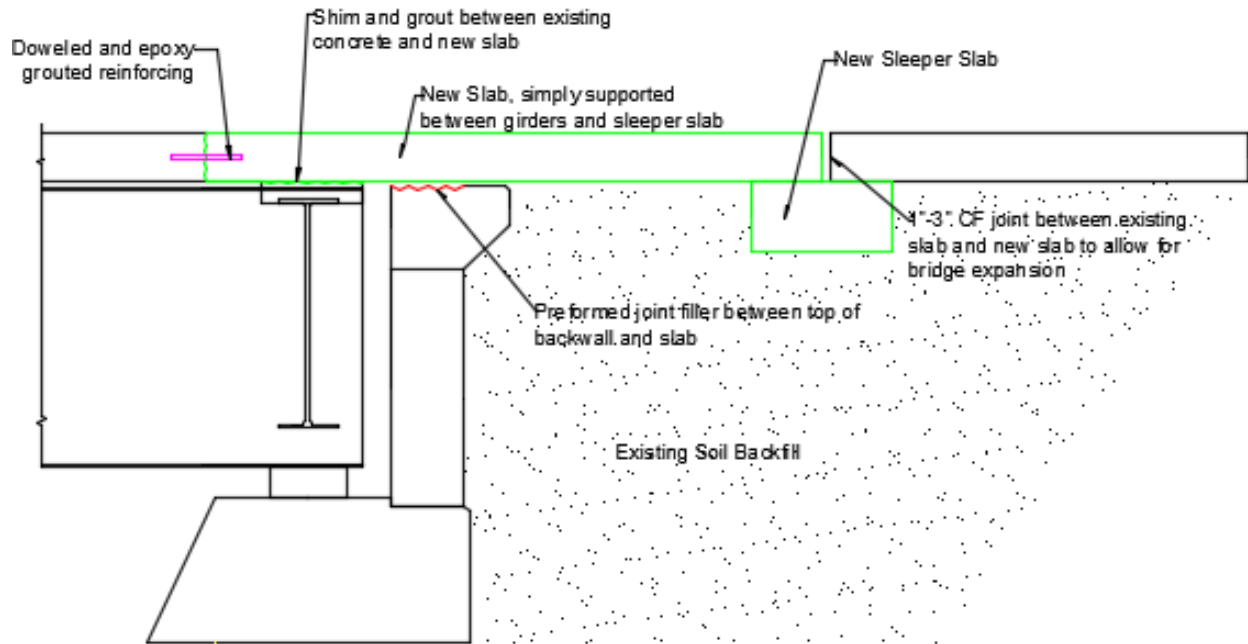 Shim and grout between existing
concrete and new slab
Doweled and epoxy
grouted reinforcing
New Sleeper Slab
New Slab, simply supported
between girders and sleeper slab
1"-3" CF joint between existing
slab and new slab to allow for
bridge expansion
Preformed joint filler between top of
backwall and slab
Existing Soil Backfill